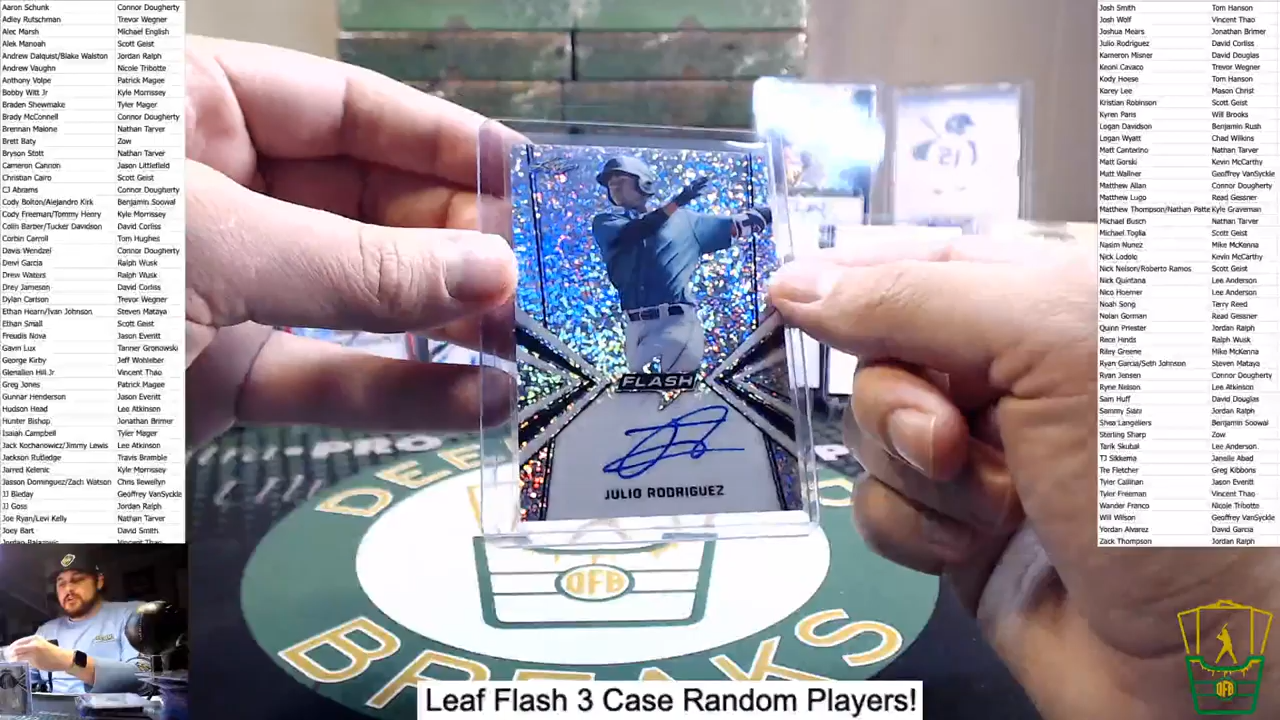 Aaron Schunk Connor Dougherty
Adley Rutschman Trevor Wegner
Alec Marsh Michael English
Alek Manoah Scott Geist
Andrew Dalquist/Blake Walston Jordan Ralph
Andrew Vaughn Nicole Tribotte
Anthony Volpe Patrick Magee
Bobby Witt Jr Kyle Morrissey
Braden Shewmake Tyler Mager
Brady McConnell Connor Dougherty
Brennan Malone Nathan Tarver
Brett Baty Zow
Bryson Stott Nathan Tarver
Cameron Cannon Jason Littlefield
Christian Cairo Scott Geist
CJ Abrams Connor Dougherty
Cody Bolton/Alejandro Kirk Benjamin Soowal
Cody Freeman/Tommy Henry Kyle Morrissey
Colin Barber/Tucker Davidson David Corliss
Corbin Carroll Tom Hughes
Davis Wendzel Connor Dougherty
Deivi Garcia Ralph Wusk
Drew Waters Ralph Wusk
Drey Jameson David Corliss
Dylan Carlson Trevor Wegner
Ethan Hearn/Ivan Johnson Steven Mataya
Ethan Small Scott Geist
Freudis Nova Jason Everitt
Gavin Lux Tanner Gronowski
George Kirby Jeff Wohleber
Glenallen Hill Jr Vincent Thao
Greg Jones Patrick Magee
Gunnar Henderson Jason Everitt
Hudson Head Lee Atkinson
Hunter Bishop Jonathan Brimer
Isaiah Campbell Tyler Mager
Jack Kochanowicz/Jimmy Lewis Lee Atkinson
Jackson Rutledge Travis Bramble
Jarred Kelenic Kyle Morrissey
Jasson Dominguez/Zach Watson Chris llewellyn
JJ Bleday Geoffrey VanSyckle
JJ Goss Jordan Ralph
Joe Ryan/Levi Kelly Nathan Tarver
Joey Bart David Smith
Vincent Thao
Josh Smith Tom Hanson
Josh Wolf Vincent Thao
Joshua Mears Jonathan Brimer
Julio Rodriguez David Corliss
Kameron Misner David Douglas
Keoni Cavaco Trevor Wegner
Kody Hoese Tom Hanson
Korey Lee Mason Christ
Kristian Robinson Scott Geist
Kyren Paris Will Brooks
Logan Davidson Benjamin Rush
Logan Wyatt Chad Wilkins
Matt Canterino Nathan Tarver
Matt Gorski Kevin McCarthy
Matt Wallner Geoffrey VanSyckle
Matthew Allan Connor Dougherty
Matthew Lugo Read Gessner
Matthew Thompson/Nathan Patte Kyle Graveman
Michael Busch Nathan Tarver
Michael Toglia Scott Geist
Nasim Nunez Mike McKenna
Nick Lodolo Kevin McCarthy
Nick Nelson/Roberto Ramos Scott Geist
Nick Quintana Lee Anderson
Nico Hoerner Lee Anderson
Noah Song Terry Reed
Nolan Gorman Read Gessner
Quinn Priester Jordan Ralph
Rece Hinds Ralph Wusk
Riley Greene Mike McKenna
Ryan Garcia/Seth Johnson Steven Mataya
Ryan Jensen Connor Dougherty
Ryne Nelson Lee Atkinson
Sam Huff David Douglas
Sammy Siani Jordan Ralph
Shea Langeliers Benjamin Soowal
Sterling Sharp Zow
Tarik Skubal Lee Anderson
TJ Sikkema Janelle Abad
Tre Fletcher Greg Kibbons
Tyler Callihan Jason Everitt
Tyler Freeman Vincent Thao
Wander Franco Nicole Tribotte
Will Wilson Geoffrey VanSyckle
Yordan Alvarez David Garcia
Zack Thompson Jordan Ralph
FLASH
JULIO RODRIGUEZ
QFB
BREAKS
QFB
Leaf Flash 3 Case Random Players!